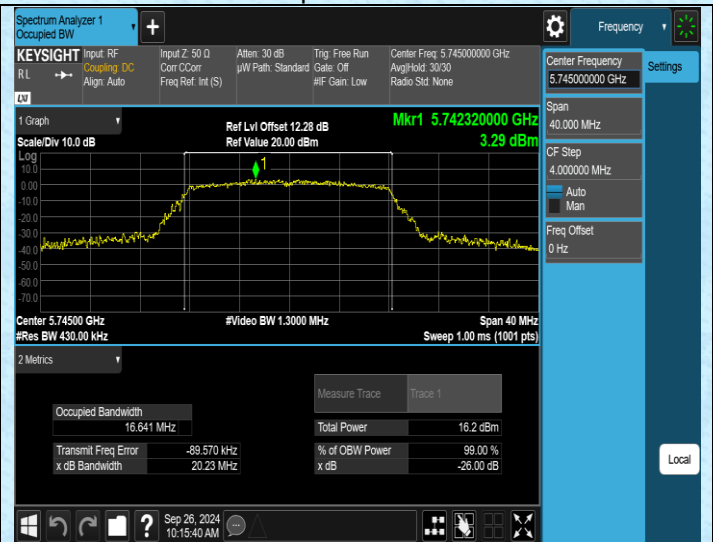 Spectrum Analyzer 1
Occupied BW
+
Frequency
KEYSIGHT
RL
LXI
Input: RF
Coupling: DC
Align: Auto
Input Z: 50 Ω
Corr CCorr
Freq Ref: Int (S)
Atten: 30 dB
µW Path: Standard
Trig: Free Run
Gate: Off
#IF Gain: Low
Center Freq: 5.745000000 GHz
Avg|Hold: 30/30
Radio Std: None
Center Frequency
5.745000000 GHz
Settings
Span
40.000 MHz
CF Step
4.000000 MHz
Auto
Man
Freq Offset
0 Hz
Local
1 Graph
Scale/Div 10.0 dB
Ref Lvl Offset 12.28 dB
Ref Value 20.00 dBm
Mkr1 5.742320000 GHz
3.29 dBm
Log
10.0
0.00
-10.0
-20.0
-30.0
-40.0
-50.0
-60.0
-70.0
1
Center 5.74500 GHz
#Video BW 1.3000 MHz
Span 40 MHz
#Res BW 430.00 kHz
Sweep 1.00 ms (1001 pts)
2 Metrics
Measure Trace
Trace 1
Occupied Bandwidth
16.641 MHz
Total Power
16.2 dBm
Transmit Freq Error
-89.570 kHz
% of OBW Power
99.00 %
x dB Bandwidth
20.23 MHz
x dB
-26.00 dB
?
Sep 26, 2024
10:15:40 AM